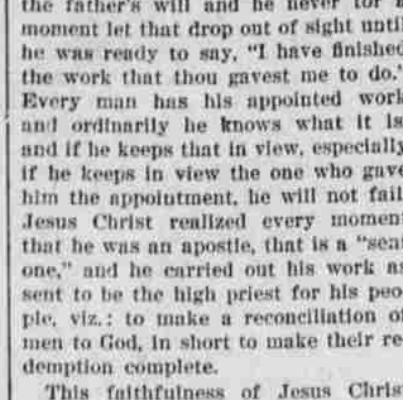 the father's will and he never for a
moment let that drop out of sight until
he was ready to say, "I have finished
the work that thou gavest me to do."
Every man has his appointed work
and ordinarily he knows what it is
and if he keeps that in view, especially
if he keeps in view the one who gave
him the appointment, he will not fail
Jesus Christ realized every moment
that he was an apostle, that is a "sent
one," and he carried out his work as
sent to be the high priest for his peo
ple, viz.: to make a reconciliation of
men to God, in short to make their re
demption complete.
This faithfulness of Jesus Christ